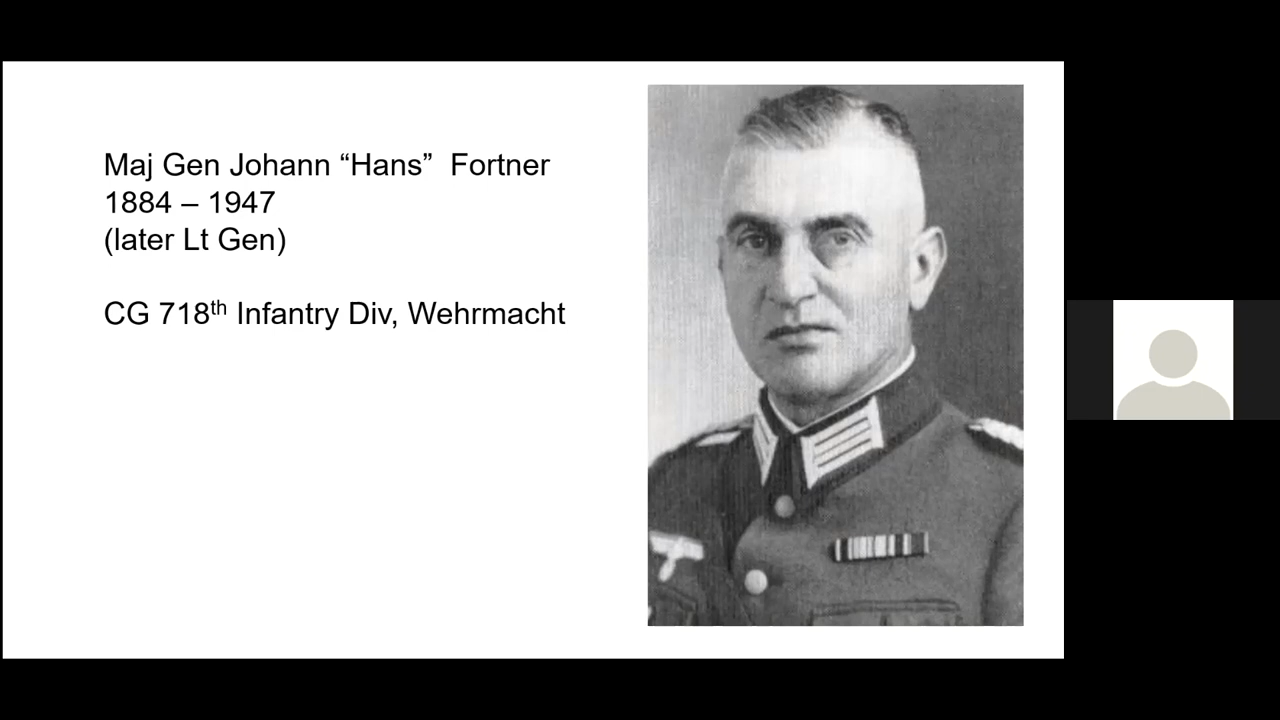 Maj Gen Johann “Hans”  Fortner
1884 – 1947
(later Lt Gen)
CG 718th Infantry Div, Wehrmacht